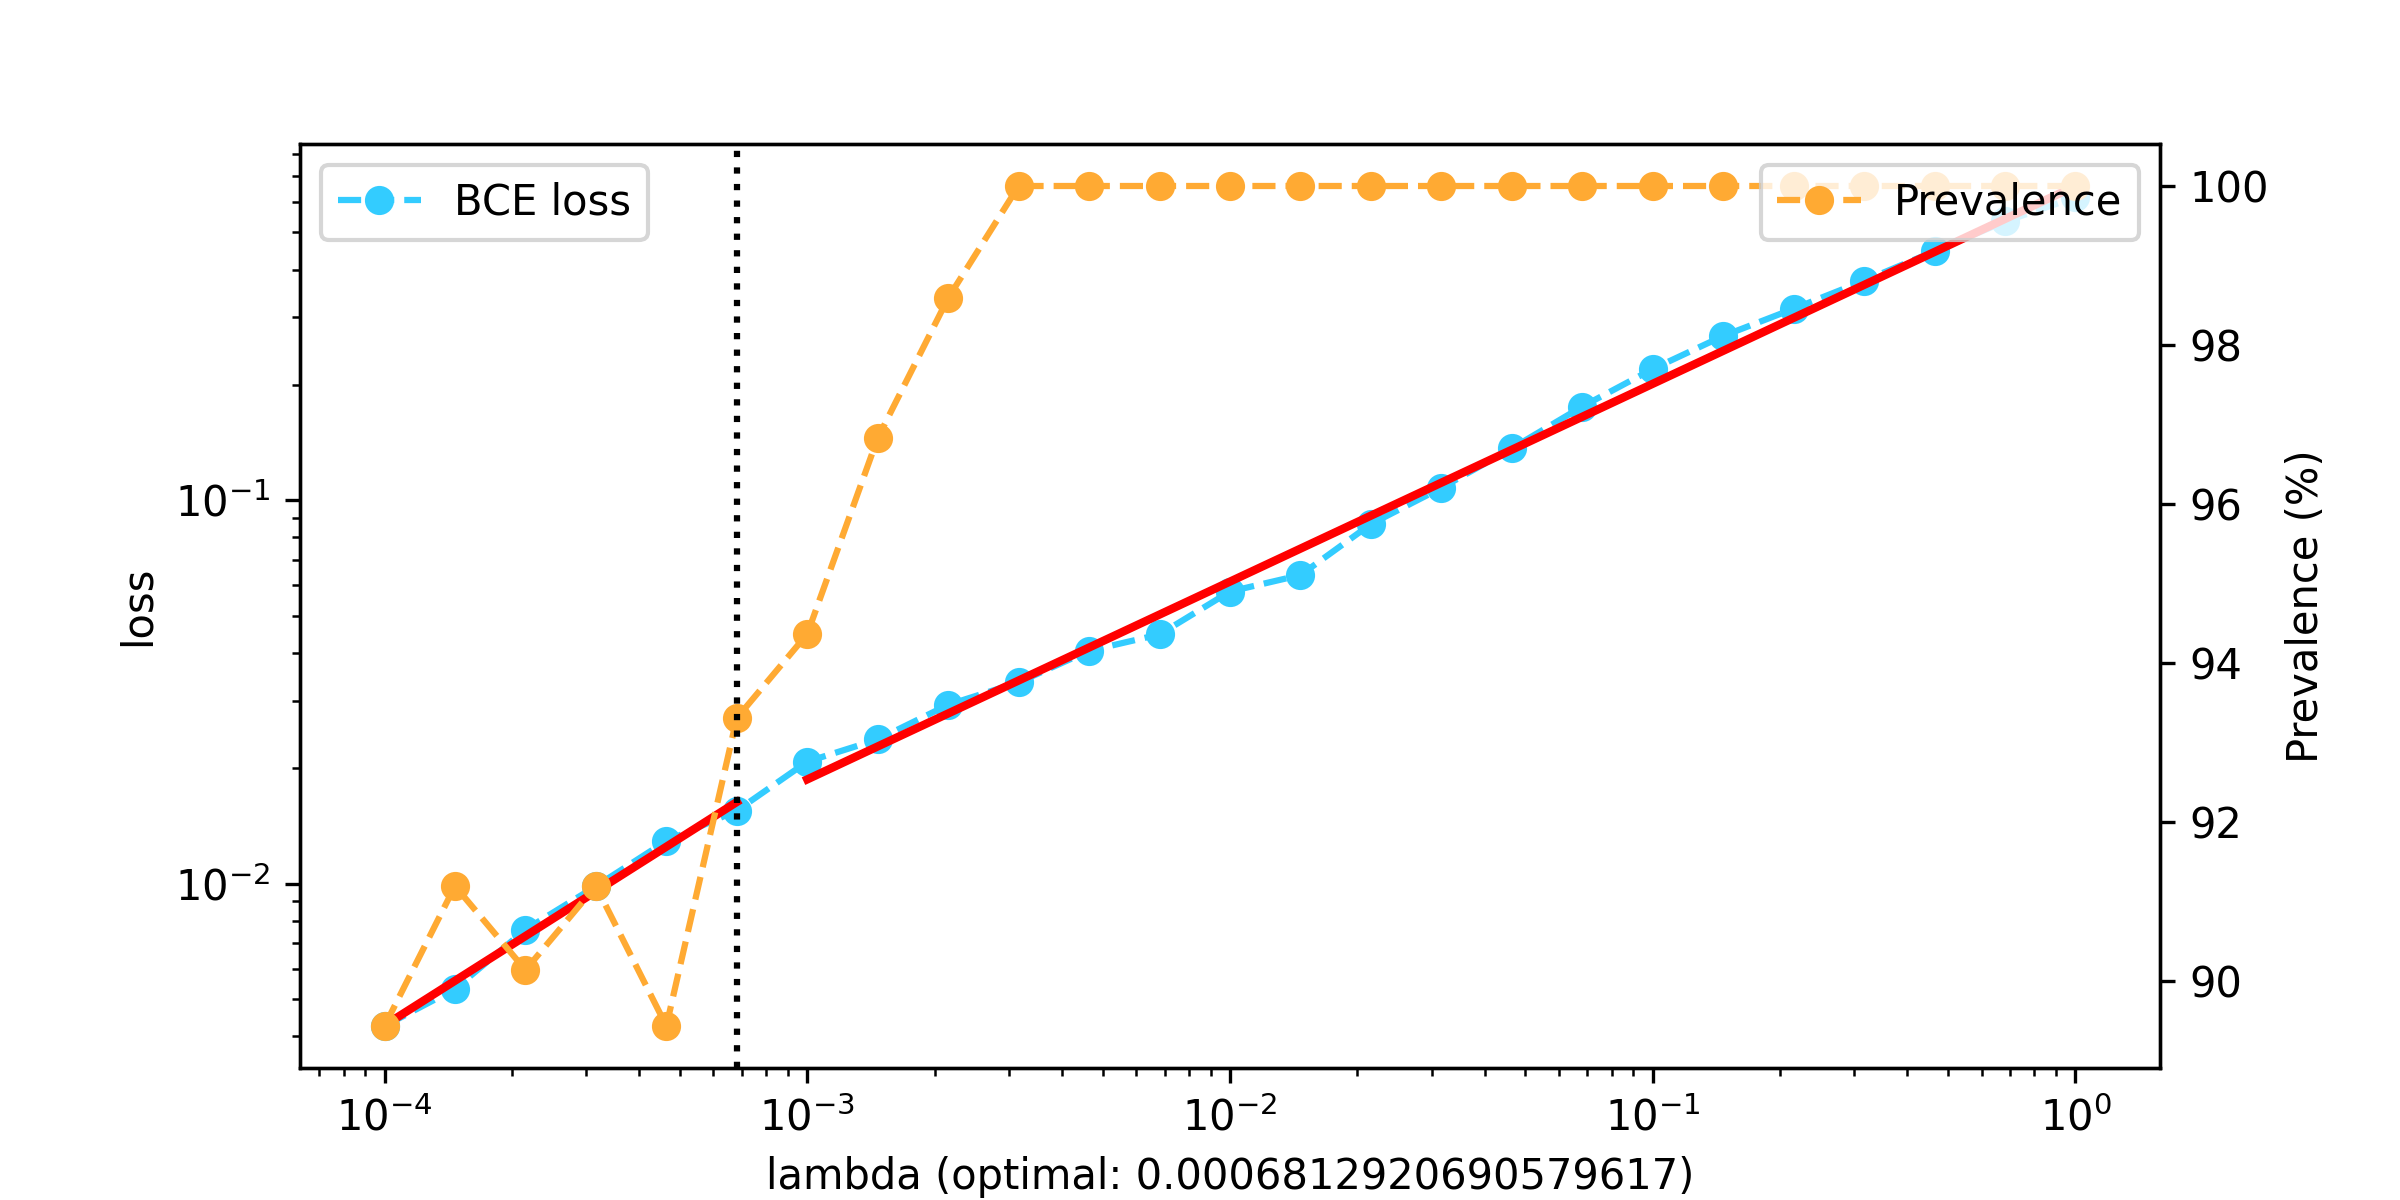 BCE loss
Prevalence
100
98
96
94
92
90
10⁻¹
10⁻²
loss
Prevalence (%)
10⁻⁴
10⁻³
10⁻²
10⁻¹
10⁰
lambda (optimal: 0.0006812920690579617)